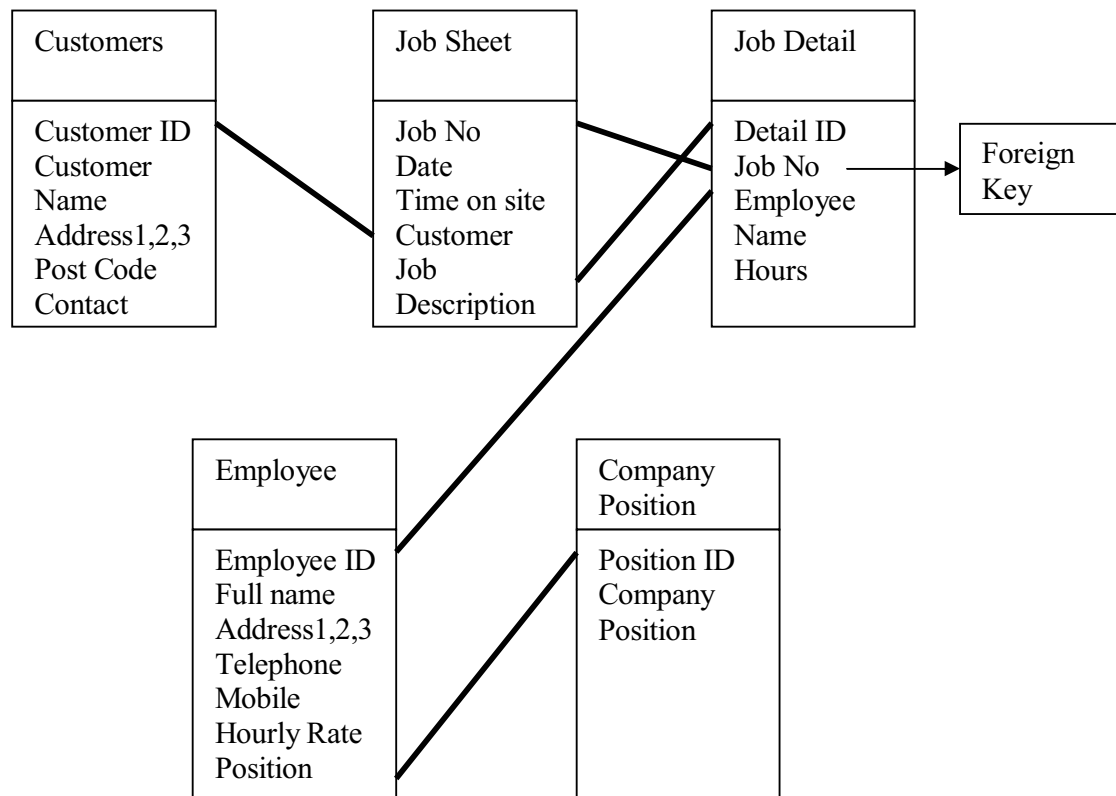 Customers
Customer ID
Customer
Name
Address1,2,3
Post Code
Contact
Job Sheet
Job No
Date
Time on site
Customer
Job
Description
Job Detail
Detail ID
Job No
Employee
Name
Hours
Foreign
Key
Employee
Employee ID
Full name
Address1,2,3
Telephone
Mobile
Hourly Rate
Position
Company
Position
Position ID
Company
Position